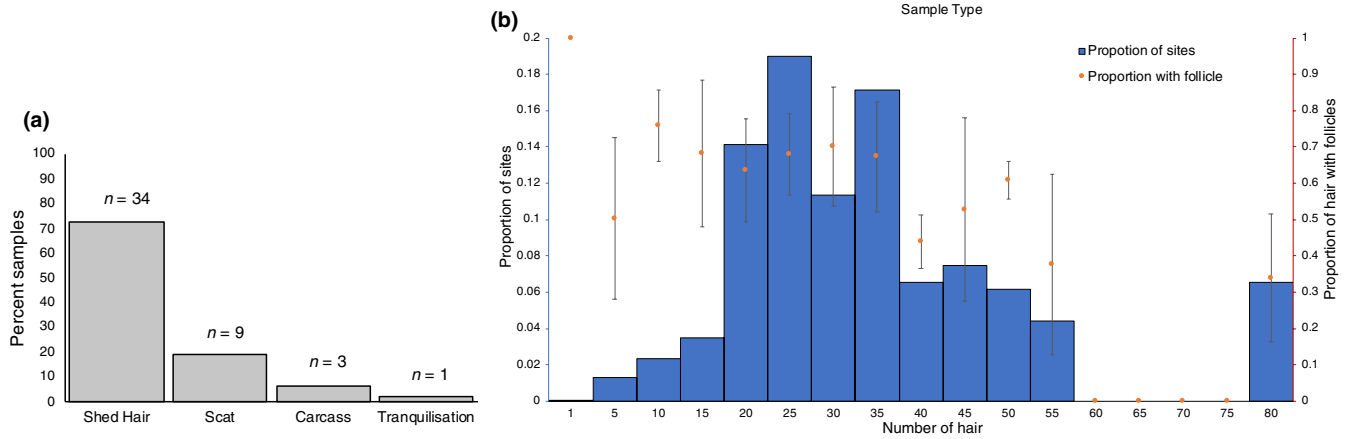 (a)
Percent samples
100
90
80
70
60
50
40
30
20
10
0
n = 34
n = 9
n = 3
n = 1
Shed Hair
Scat
Carcass
Tranquilisation
Sample Type
(b)
Proportion of sites
0.2
0.18
0.16
0.14
0.12
0.1
0.08
0.06
0.04
0.02
0
Propotion of sites
Proportion with follicle
1
0.9
0.8
0.7
0.6
0.5
0.4
0.3
0.2
0.1
0
Proportion of hair with follicles
1 5 10 15 20 25 30 35 40 45 50 55 60 65 70 75 80
Number of hair